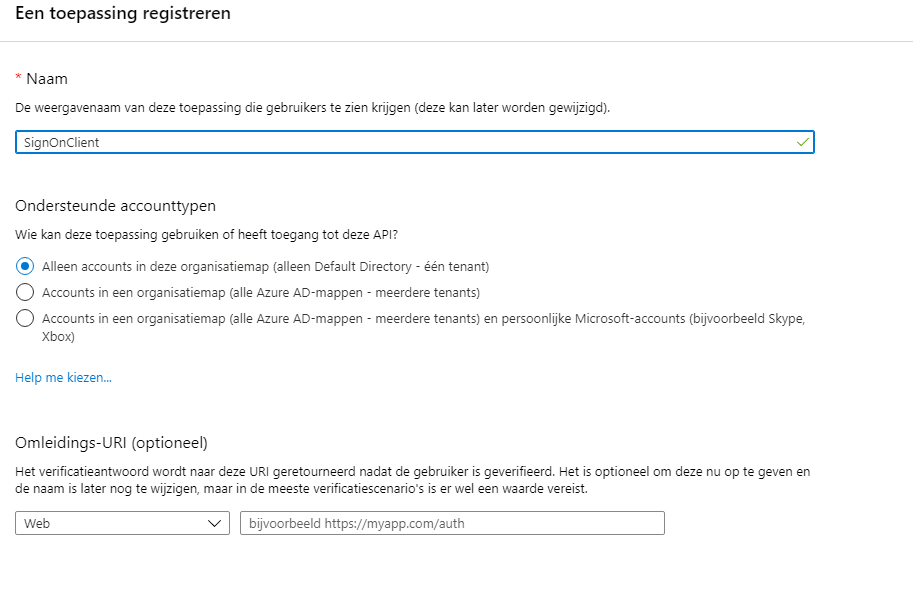 Een toepassing registreren
* Naam
De weergavenaam van deze toepassing die gebruikers te zien krijgen (deze kan later worden gewijzigd).
SignOnClient
Ondersteunde accounttypen
Wie kan deze toepassing gebruiken of heeft toegang tot deze API?
Alleen accounts in deze organisatiemap (alleen Default Directory - één tenant)
Accounts in een organisatiemap (alle Azure AD-mappen - meerdere tenants)
Accounts in een organisatiemap (alle Azure AD-mappen - meerdere tenants) en persoonlijke Microsoft-accounts (bijvoorbeeld Skype,
Xbox)
Help me kiezen...
Omleidings-URI (optioneel)
Het verificatieantwoord wordt naar deze URI geretourneerd nadat de gebruiker is geverifieerd. Het is optioneel om deze nu op te geven en
de naam is later nog te wijzigen, maar in de meeste verificatiescenario's is er wel een waarde vereist.
Web
bijvoorbeeld https://myapp.com/auth